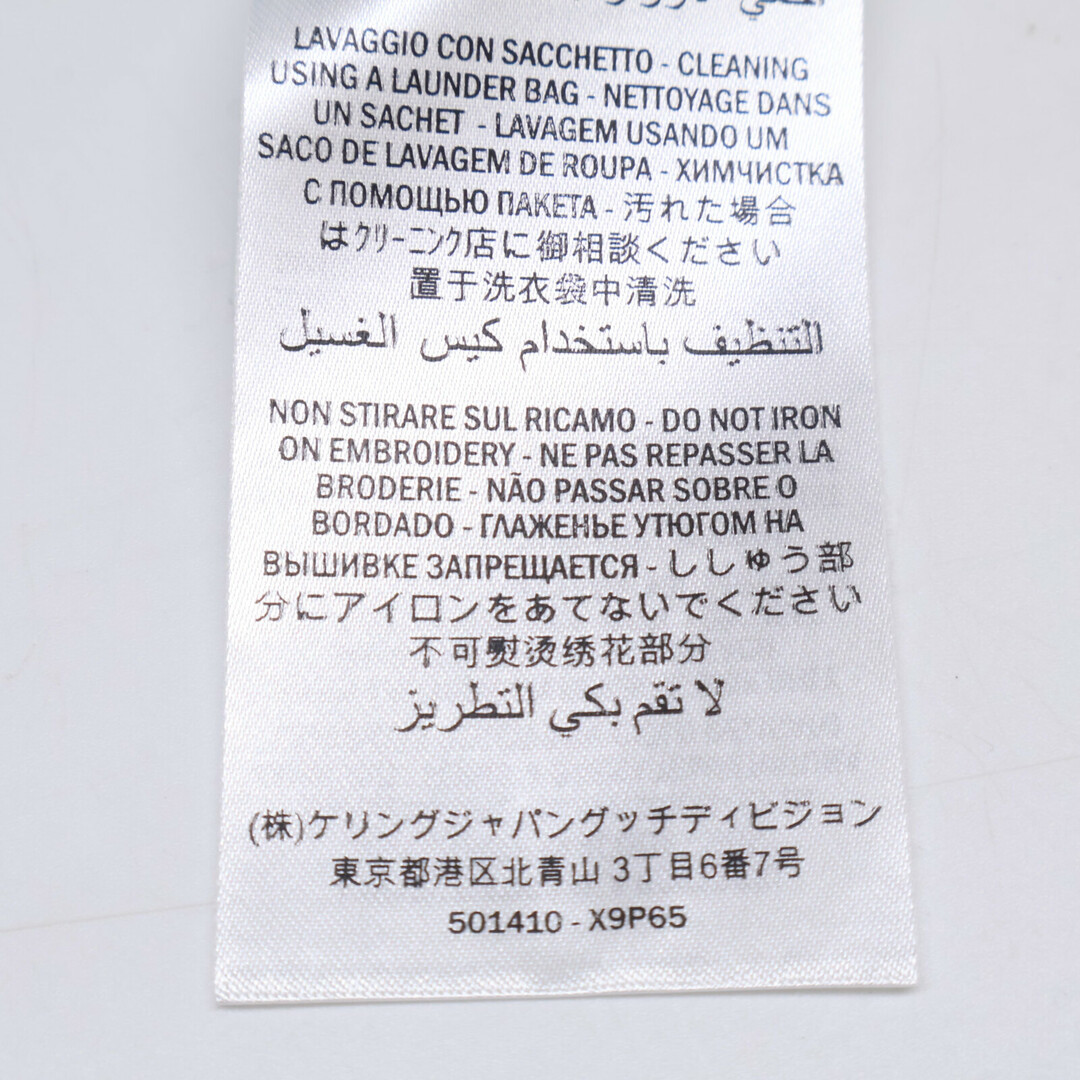 LAVAGGIO CON SACCHETTO - CLEANING
USING A LAUNDER BAG - NETTOYAGE DANS
UN SACHET - LAVAGEM USANDO UM
SACO DE LAVAGEM DE ROUPA - ХИМЧИСТКА
С ПОМОЩЬЮ ПАКЕТА - 汚れた場合
はクリーニング店に御相談ください
置于洗衣袋中清洗
التنظيف باستخدام كيس الغسيل
NON STIRARE SUL RICAMO - DO NOT IRON
ON EMBROIDERY - NE PAS REPASSER LA
BRODERIE - NÃO PASSAR SOBRE O
BORDADO - ГЛАЖЕНЬЕ УТЮГОМ НА
ВЫШИВКЕ ЗАПРЕЩАЕТСЯ - ししゅう部
分にアイロンをあてないでください
不可熨烫绣花部分
لا تقم بكي التطريز
(株)ケリングジャパングッチディビジョン
東京都港区北青山 3丁目6番7号
501410 - X9P65